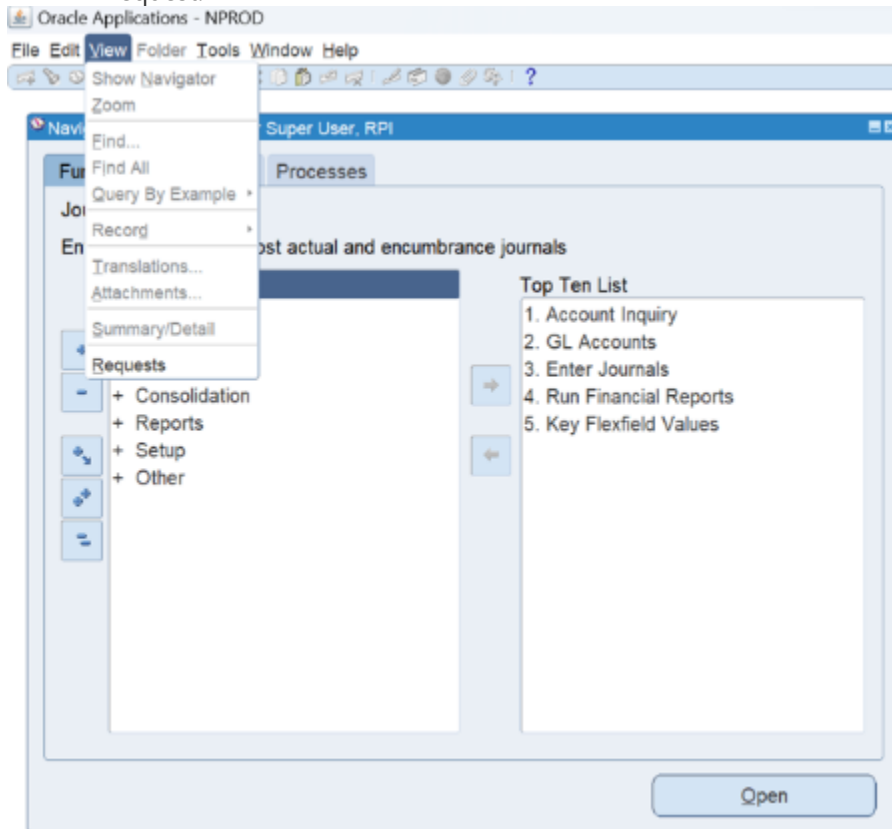 Oracle Applications - NPROD
File Edit View Folder Tools Window Help
Show Navigator
Zoom
Find...
Find All
Query By Example
Record
Translations...
Attachments...
Summary/Detail
Requests
Super User, RPI
Processes
ost actual and encumbrance journals
+ Consolidation
+ Reports
+ Setup
+ Other
Top Ten List
1. Account Inquiry
2. GL Accounts
3. Enter Journals
4. Run Financial Reports
5. Key Flexfield Values
Open